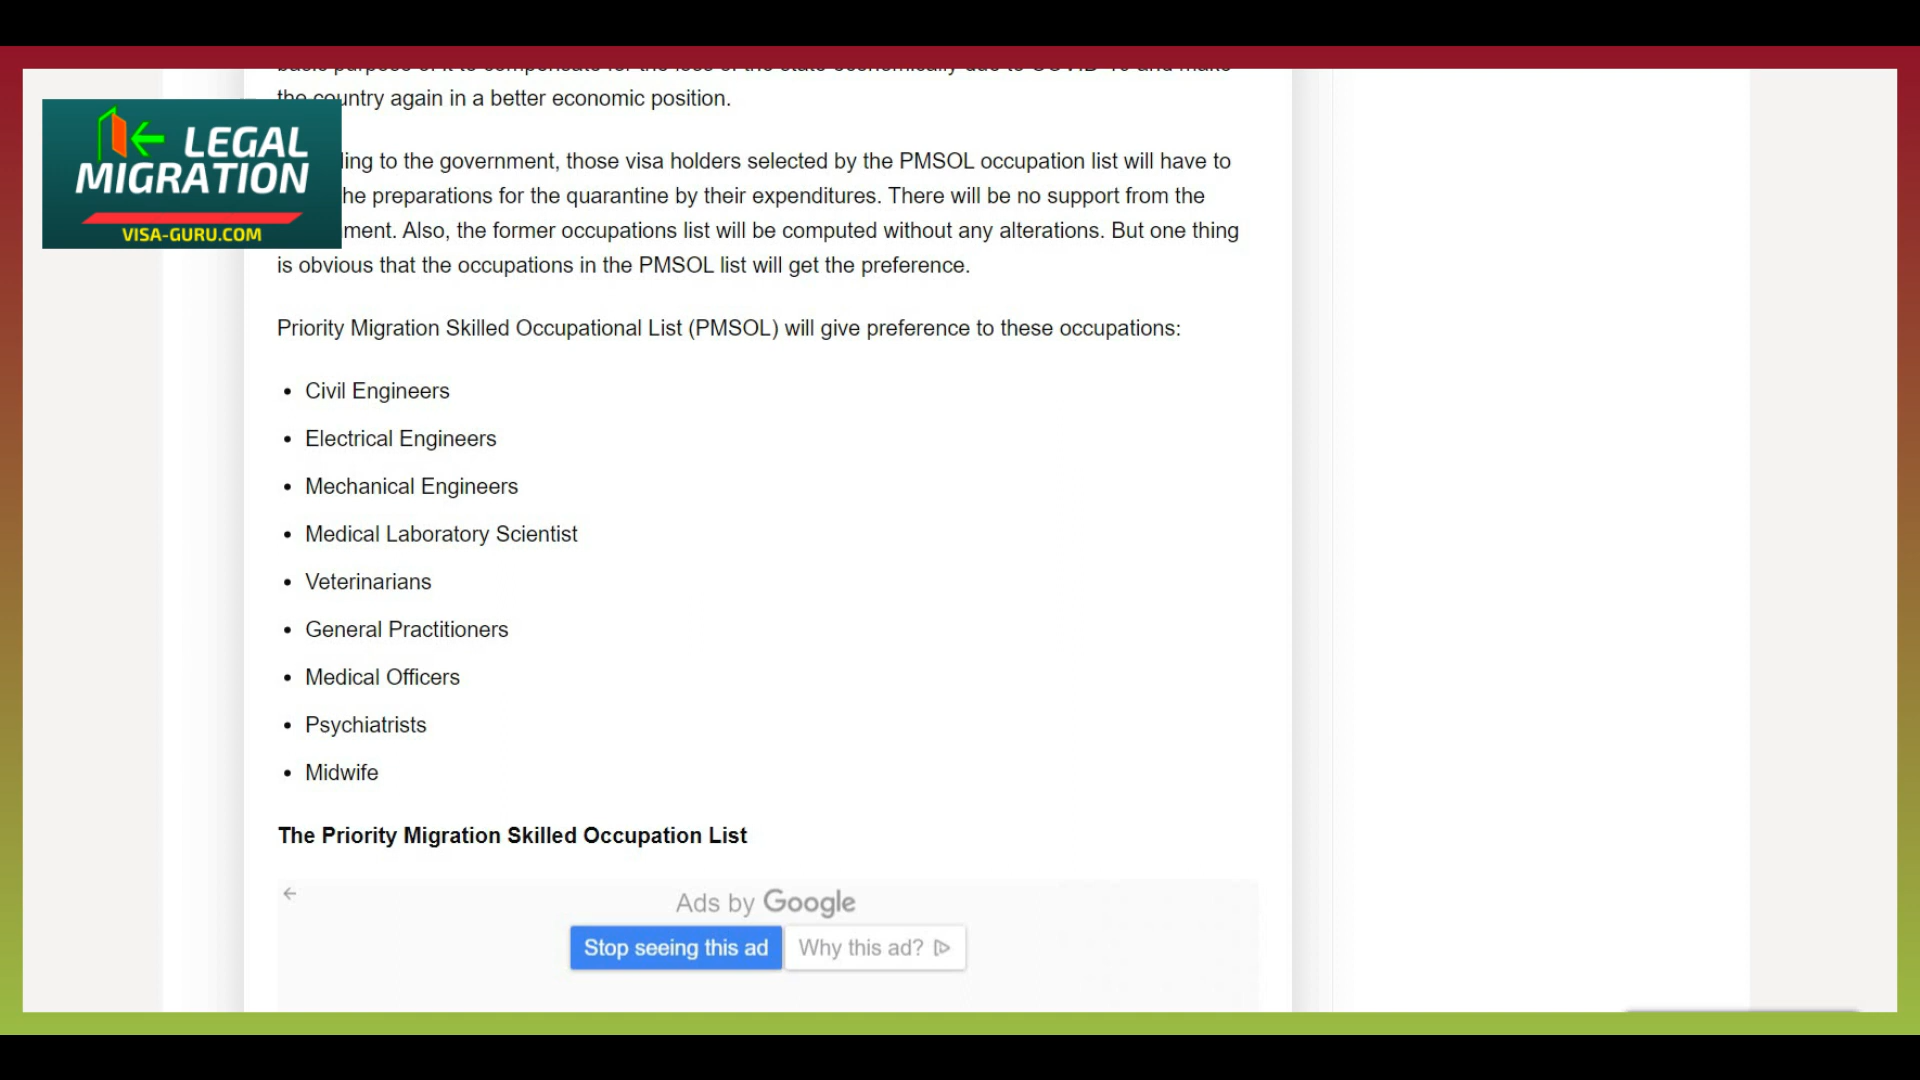 the country again in a better economic position.
LEGAL
MIGRATION
VISA-GURU.COM
to the government, those visa holders selected by the PMSOL occupation list will have to
preparations for the quarantine by their expenditures. There will be no support from the
Also, the former occupations list will be computed without any alterations. But one thing
is obvious that the occupations in the PMSOL list will get the preference.
Priority Migration Skilled Occupational List (PMSOL) will give preference to these occupations:
• Civil Engineers
• Electrical Engineers
• Mechanical Engineers
• Medical Laboratory Scientist
• Veterinarians
• General Practitioners
• Medical Officers
• Psychiatrists
• Midwife
The Priority Migration Skilled Occupation List
Ads by Google
Stop seeing this ad Why this ad?